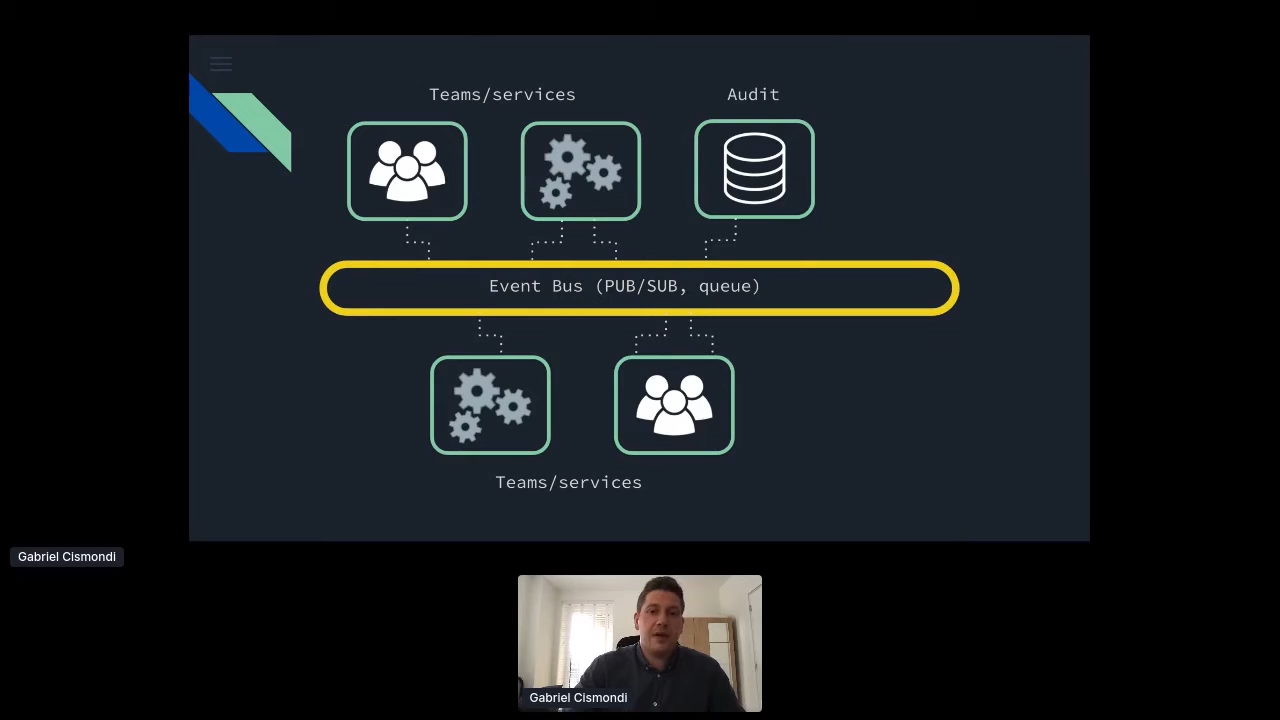 Teams/services
Audit
Event Bus (PUB/SUB, queue)
Teams/services
Gabriel Cismondi
Gabriel Cismondi